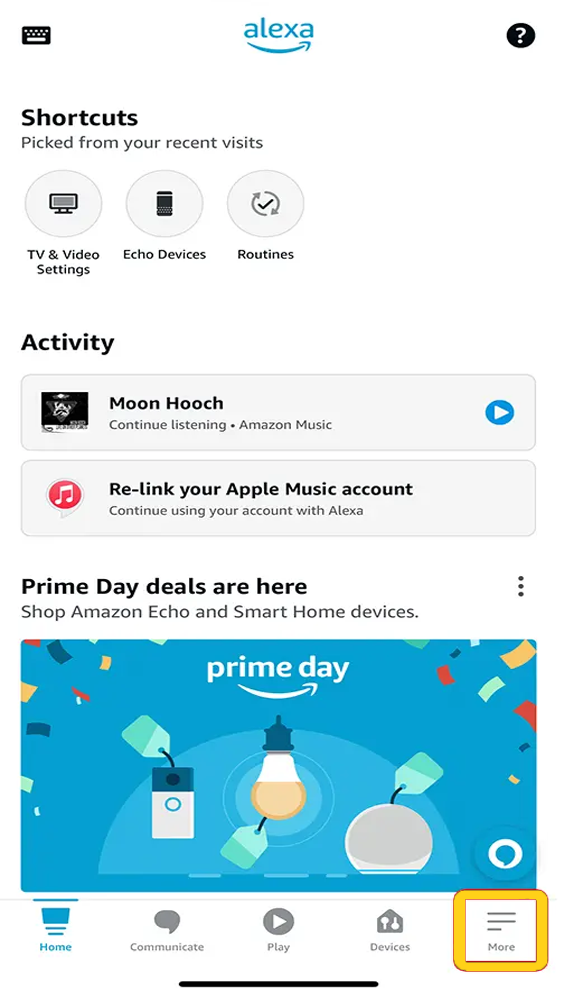 alexa
?
Shortcuts
Picked from your recent visits
TV & Video
Settings
Echo Devices
Routines
Activity
Moon Hooch
Continue listening • Amazon Music
Re-link your Apple Music account
Continue using your account with Alexa
Prime Day deals are here
Shop Amazon Echo and Smart Home devices.
prime day
Home
Communicate
Play
Devices
More